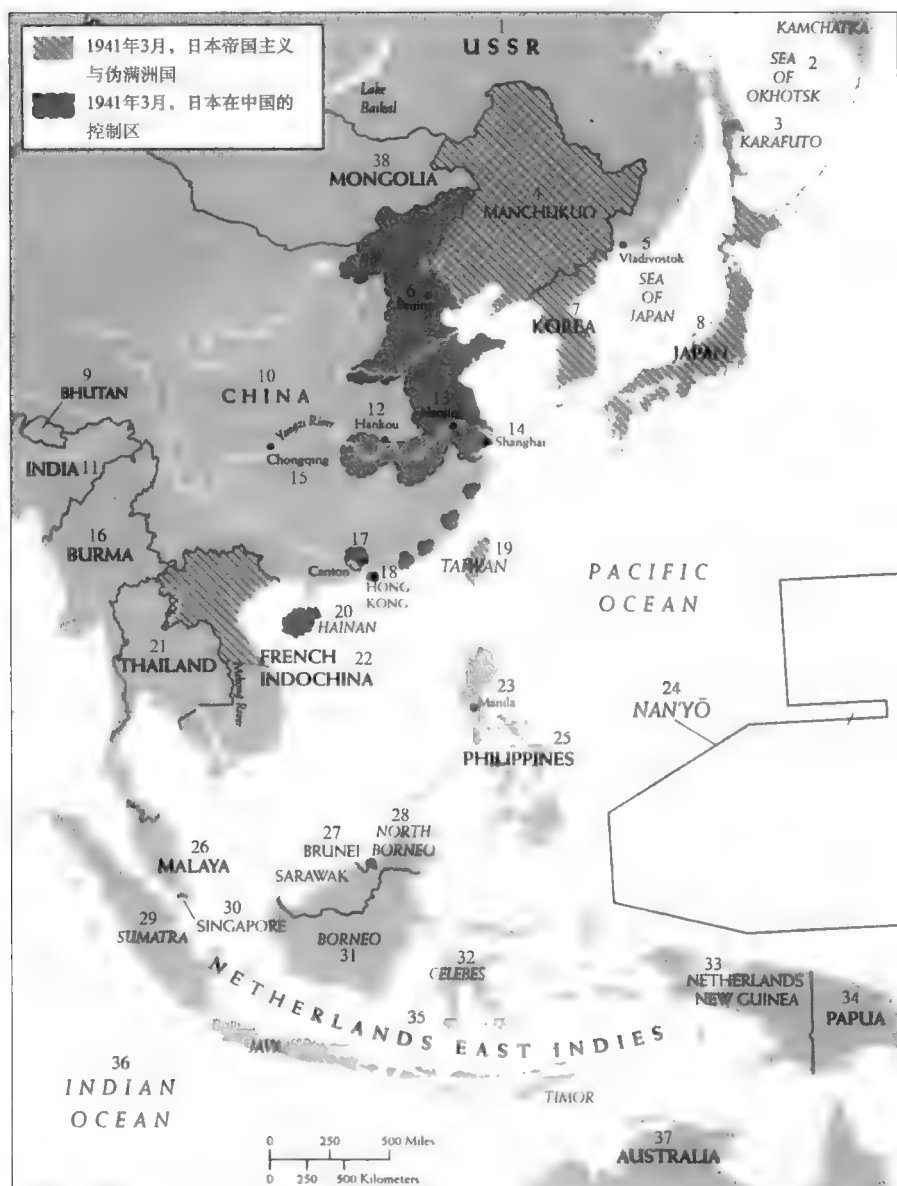 1941年3月，日本帝国主义
与伪满洲国
1941年3月，日本在中国的
控制区
1
USSR
KAMCHATKA
2
SEA
OF
OKHOTSK
3
KARAFUTO
Lake
Baikal
38
MONGOLIA
4
MANCHUKUO
5
Vladivostok
SEA
OF
JAPAN
6
Beijing
7
KOREA
8
JAPAN
9
BHUTAN
10
CHINA
INDIA 11
12
Hankou
13
Nanjing
14
Shanghai
Yangzi River
Chongqing
15
16
BURMA
17
Canton
18
HONG
KONG
19
TAIWAN
20
HAINAN
21
THAILAND
FRENCH 22
INDOCHINA
Mekong River
PACIFIC
OCEAN
23
Manila
24
NAN'YŌ
25
PHILIPPINES
26
MALAYA
27
BRUNEI
28
NORTH
BORNEO
SARAWAK
29
SUMATRA
30
SINGAPORE
BORNEO
31
32
CELEBES
33
NETHERLANDS
NEW GUINEA
34
PAPUA
35
NETHERLANDS EAST INDIES
JAVA
36
INDIAN
OCEAN
TIMOR
37
AUSTRALIA
0 250 500 Miles
0 250 500 Kilometers